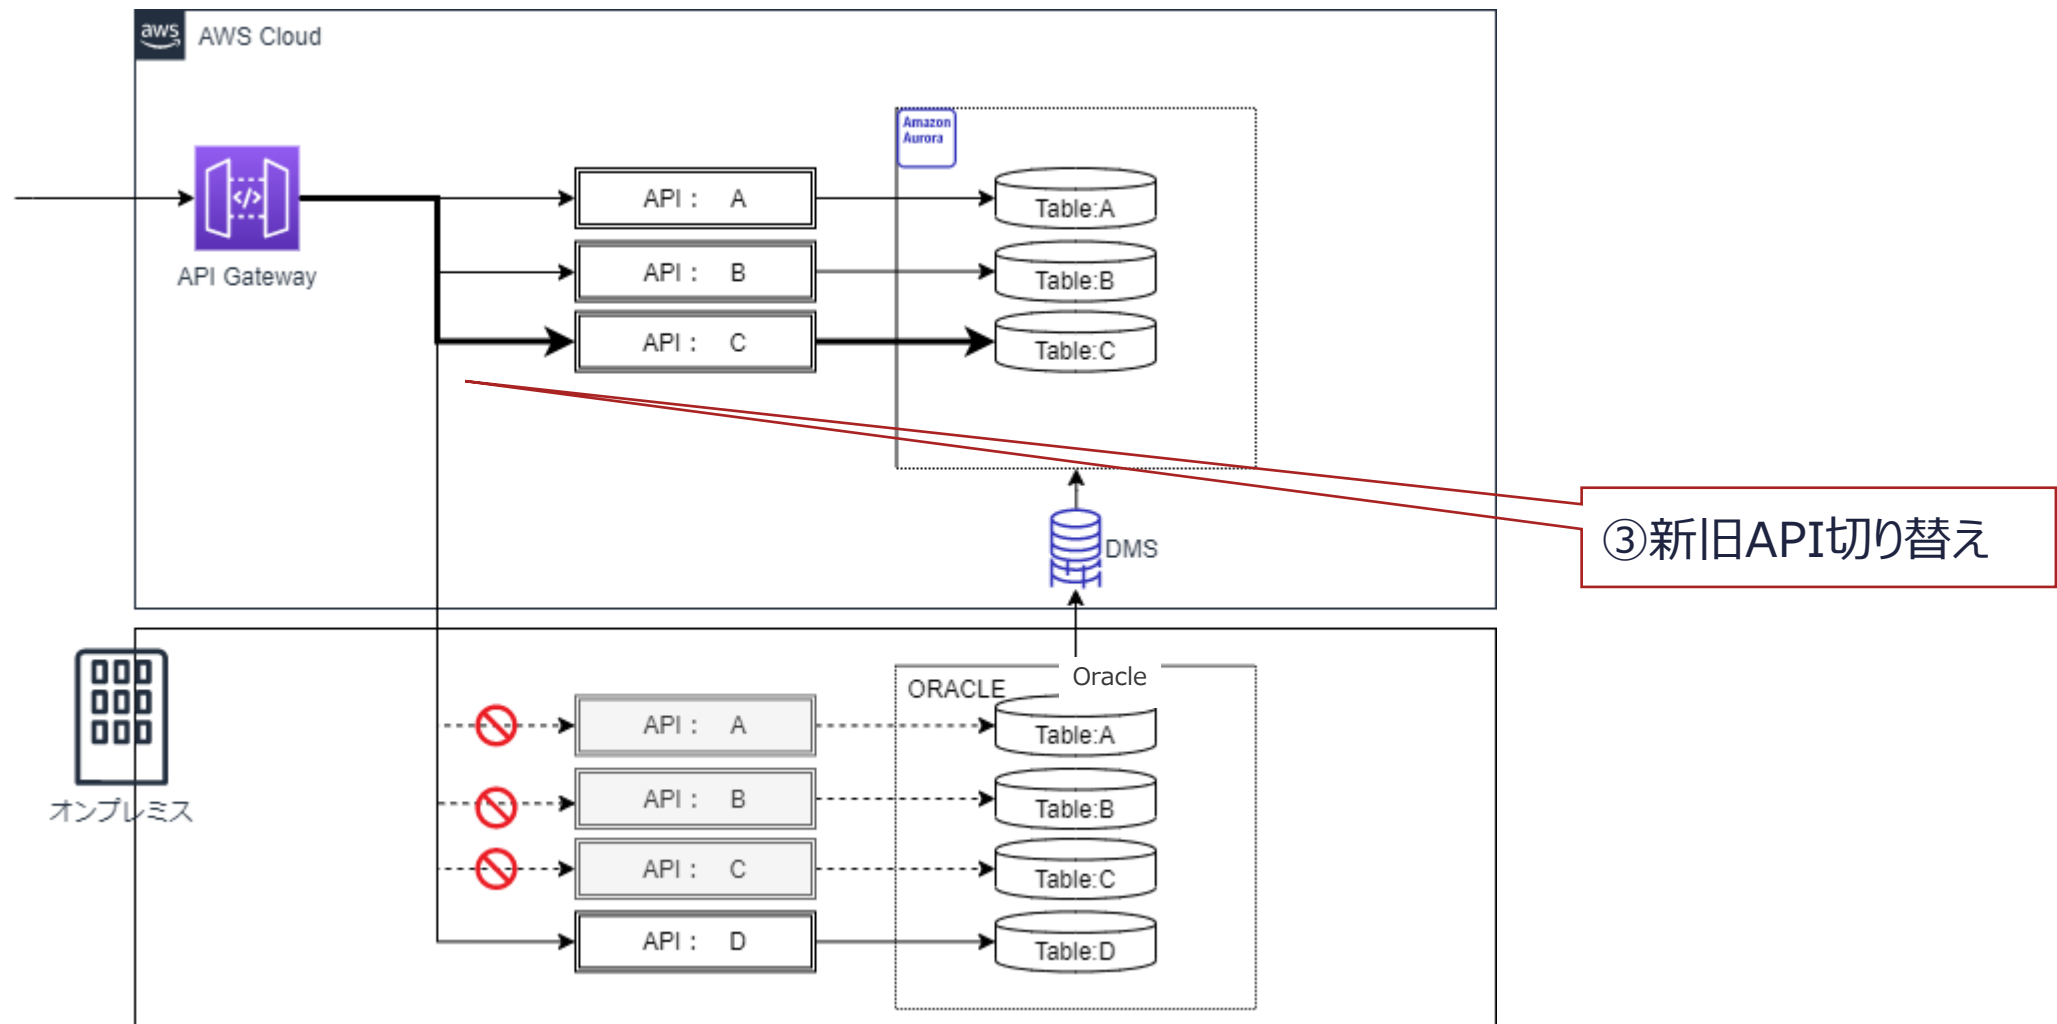 aws
AWS Cloud
Amazon
Aurora
API : A
Table:A
API Gateway
API : B
Table:B
API : C
Table:C
③新旧API切り替え
DMS
オンプレミス
ORACLE
Oracle
API : A
Table:A
API : B
Table:B
API : C
Table:C
API : D
Table:D